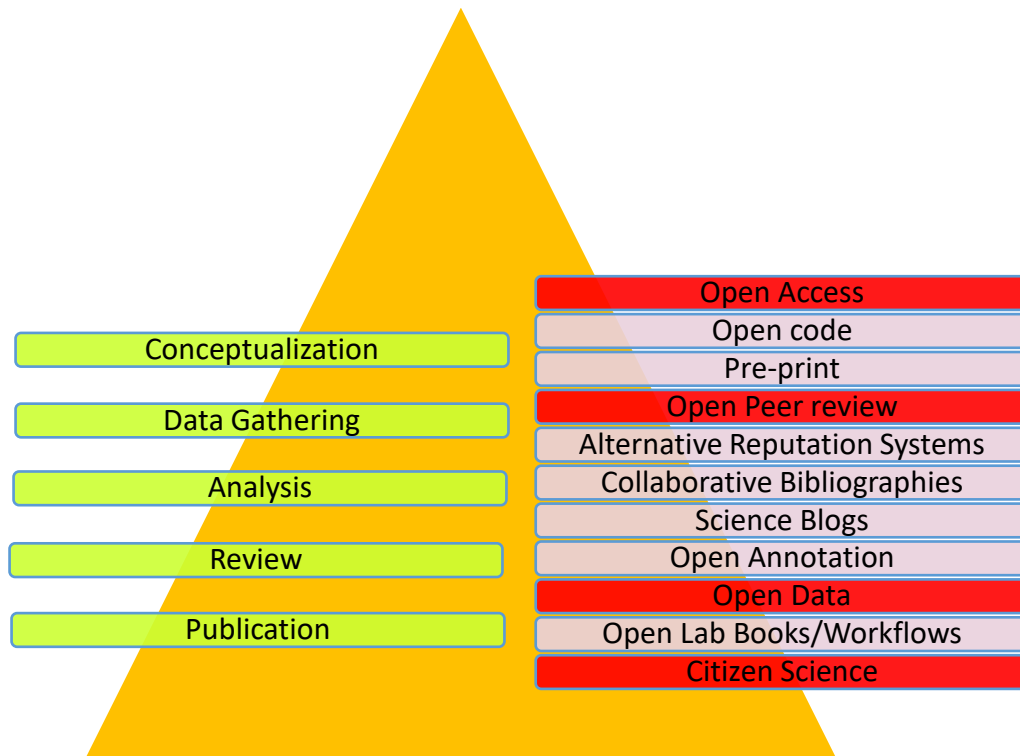 Conceptualization
Data Gathering
Analysis
Review
Publication
Open Access
Open code
Pre-print
Open Peer review
Alternative Reputation Systems
Collaborative Bibliographies
Science Blogs
Open Annotation
Open Data
Open Lab Books/Workflows
Citizen Science